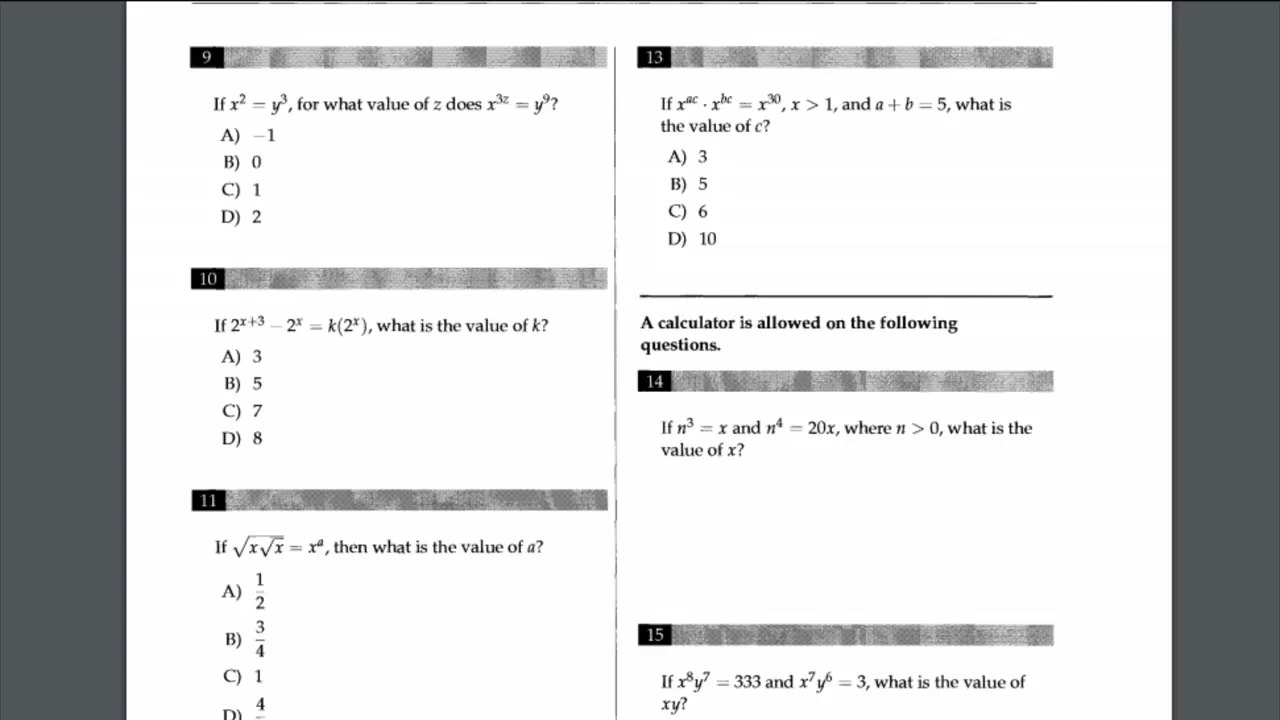 9
If x² = y³, for what value of z does x³ᶻ = y⁹?
A) −1
B) 0
C) 1
D) 2
10
If 2ˣ⁺³ − 2ˣ = k(2ˣ), what is the value of k?
A) 3
B) 5
C) 7
D) 8
11
If √(x√x) = xᵃ, then what is the value of a?
A) 1/2
B) 3/4
C) 1
D) 4
13
If xᵃᶜ · xᵇᶜ = x³⁰, x > 1, and a + b = 5, what is
the value of c?
A) 3
B) 5
C) 6
D) 10
A calculator is allowed on the following
questions.
14
If n³ = x and n⁴ = 20x, where n > 0, what is the
value of x?
15
If x⁸y⁷ = 333 and x⁷y⁶ = 3, what is the value of
xy?